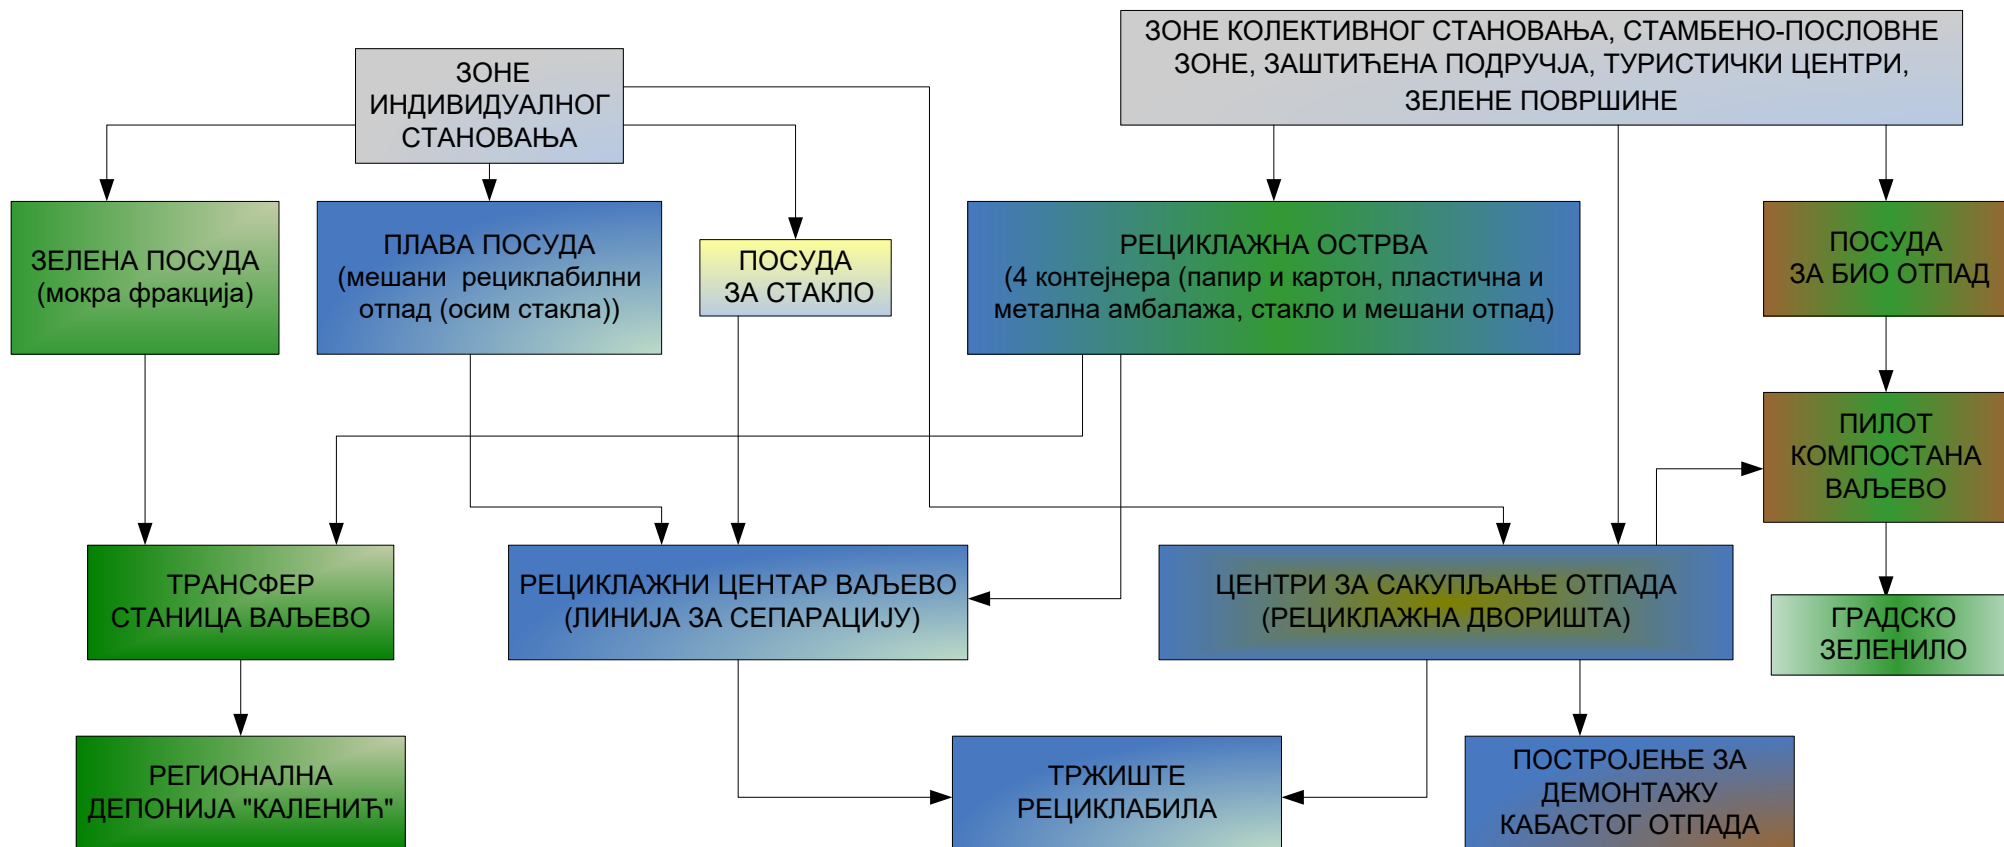 ЗОНЕ
ИНДИВИДУАЛНОГ
СТАНОВАЊА
ЗОНЕ КОЛЕКТИВНОГ СТАНОВАЊА, СТАМБЕНО-ПОСЛОВНЕ
ЗОНЕ, ЗАШТИЋЕНА ПОДРУЧЈА, ТУРИСТИЧКИ ЦЕНТРИ,
ЗЕЛЕНЕ ПОВРШИНЕ
ЗЕЛЕНА ПОСУДА
(мокра фракција)
ПЛАВА ПОСУДА
(мешани рециклабилни
отпад (осим стакла))
ПОСУДА
ЗА СТАКЛО
РЕЦИКЛАЖНА ОСТРВА
(4 контејнера (папир и картон, пластична и
метална амбалажа, стакло и мешани отпад)
ПОСУДА
ЗА БИО ОТПАД
ПИЛОТ
КОМПОСТАНА
ВАЉЕВО
ТРАНСФЕР
СТАНИЦА ВАЉЕВО
РЕЦИКЛАЖНИ ЦЕНТАР ВАЉЕВО
(ЛИНИЈА ЗА СЕПАРАЦИЈУ)
ЦЕНТРИ ЗА САКУПЉАЊЕ ОТПАДА
(РЕЦИКЛАЖНА ДВОРИШТА)
ГРАДСКО
ЗЕЛЕНИЛО
РЕГИОНАЛНА
ДЕПОНИЈА "КАЛЕНИЋ"
ТРЖИШТЕ
РЕЦИКЛАБИЛА
ПОСТРОЈЕЊЕ ЗА
ДЕМОНТАЖУ
КАБАСТОГ ОТПАДА